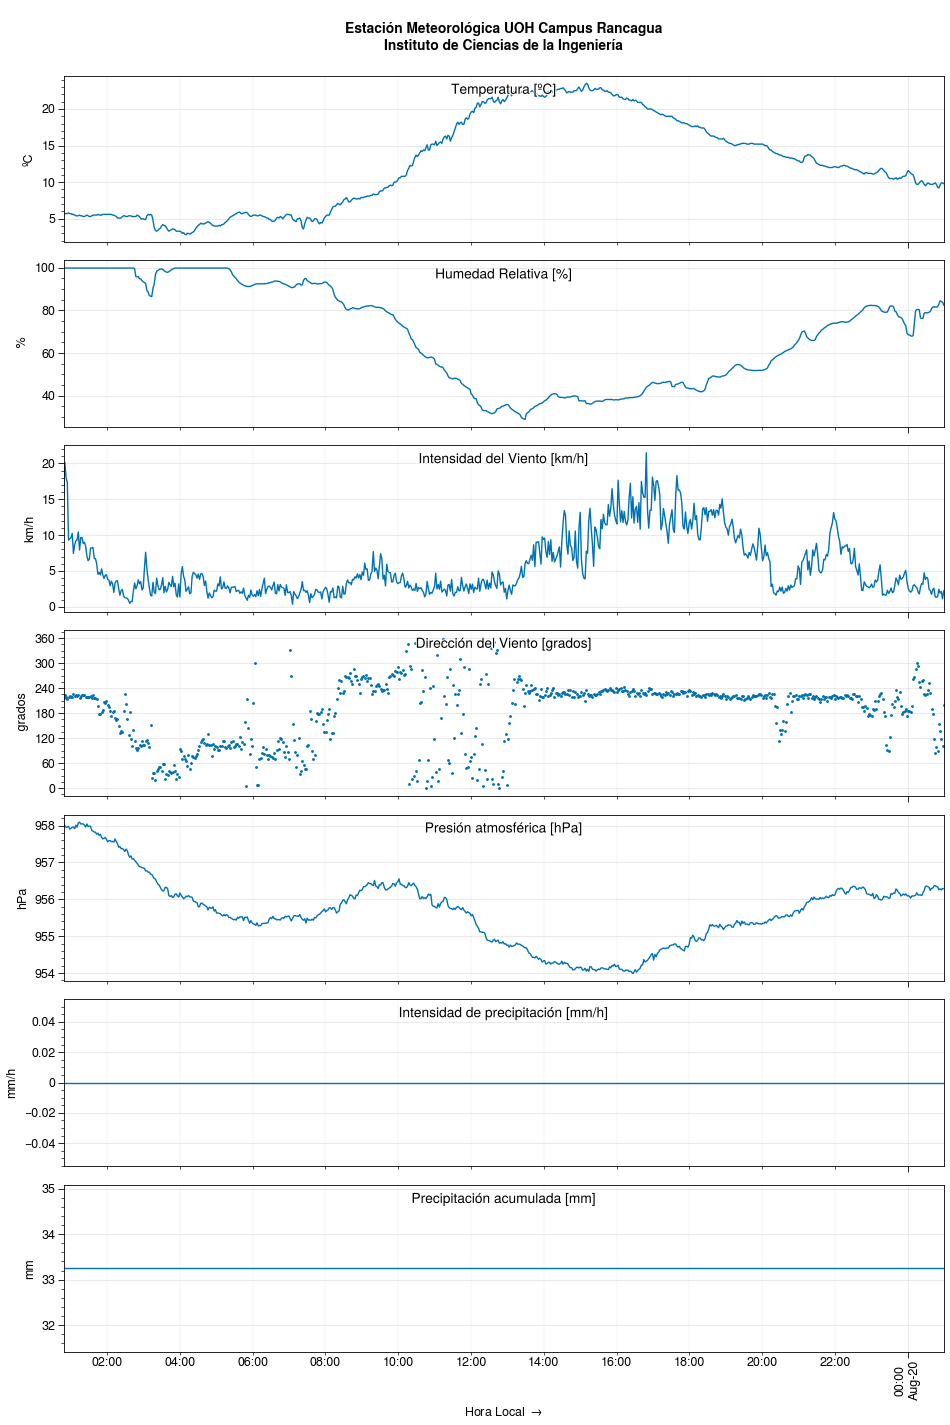 Estación Meteorológica UOH Campus Rancagua
Instituto de Ciencias de la Ingeniería
Temperatura [ºC]
20
15
10
5
ºC
Humedad Relativa [%]
100
80
60
40
%
Intensidad del Viento [km/h]
20
15
10
5
0
km/h
Dirección del Viento [grados]
360
300
240
180
120
60
0
grados
Presión atmosférica [hPa]
958
957
956
955
954
hPa
Intensidad de precipitación [mm/h]
0.04
0.02
0
−0.02
−0.04
mm/h
Precipitación acumulada [mm]
35
34
33
32
mm
02:00 04:00 06:00 08:00 10:00 12:00 14:00 16:00 18:00 20:00 22:00 00:00
Aug-20
Hora Local →